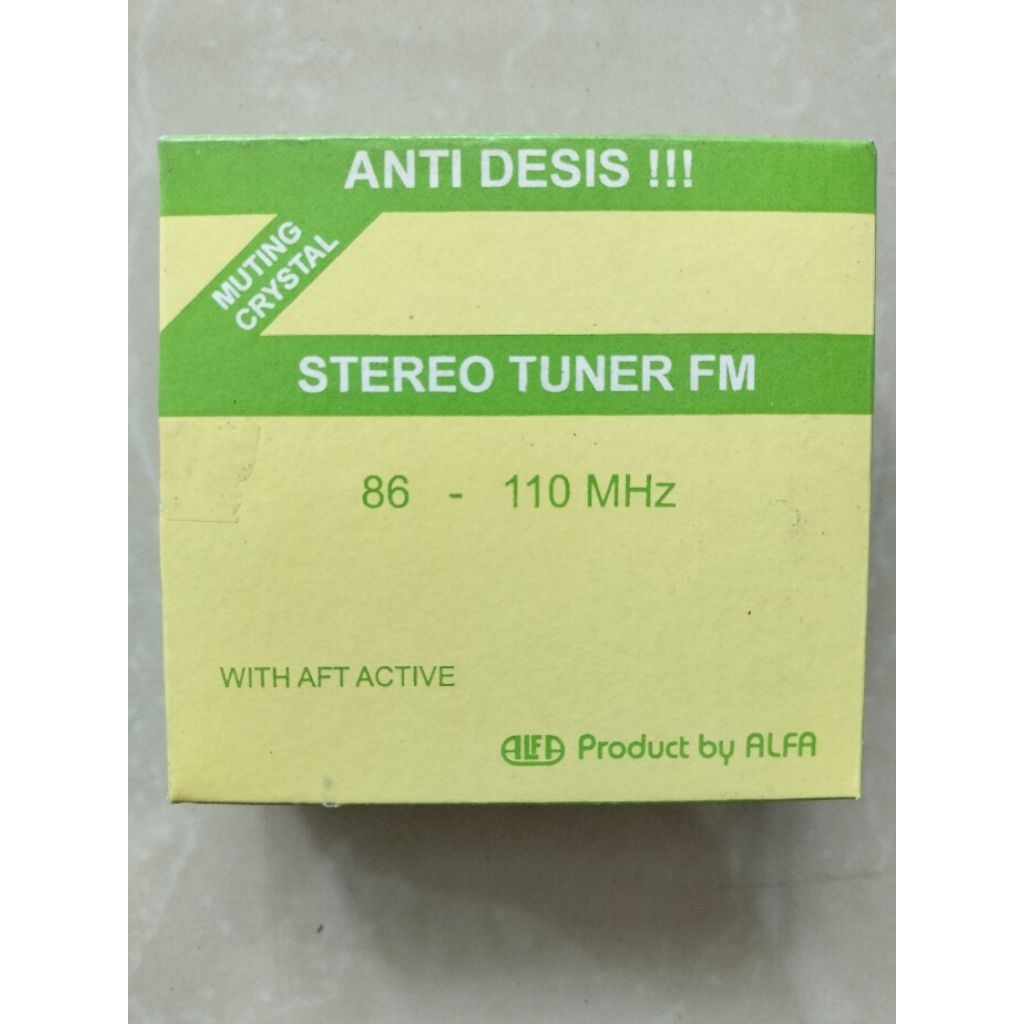 ANTI DESIS !!!
MUTING
CRYSTAL
STEREO TUNER FM
86 - 110 MHz
WITH AFT ACTIVE
ALFA Product by ALFA